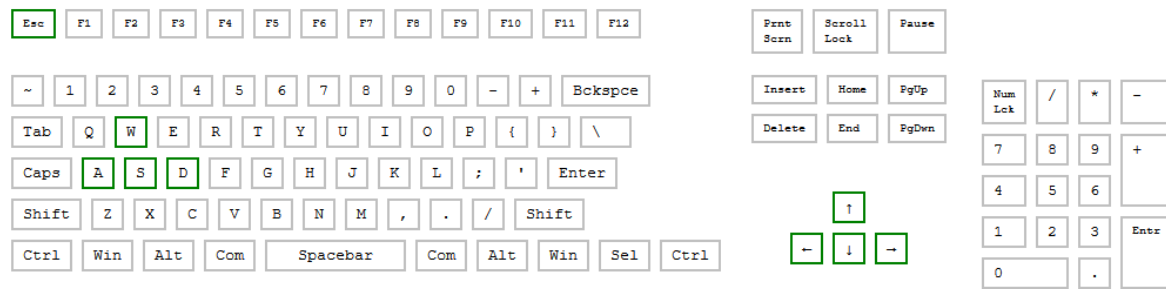 Esc F1 F2 F3 F4 F5 F6 F7 F8 F9 F10 F11 F12 Prnt Scrn Scroll Lock Pause
~ 1 2 3 4 5 6 7 8 9 0 - + Bckspce Insert Home PgUp Num Lck / * -
Tab Q W E R T Y U I O P { } \ Delete End PgDwn 7 8 9 +
Caps A S D F G H J K L ; ' Enter 4 5 6
Shift Z X C V B N M , . / Shift ↑ 1 2 3 Entr
Ctrl Win Alt Com Spacebar Com Alt Win Sel Ctrl ← ↓ → 0 .